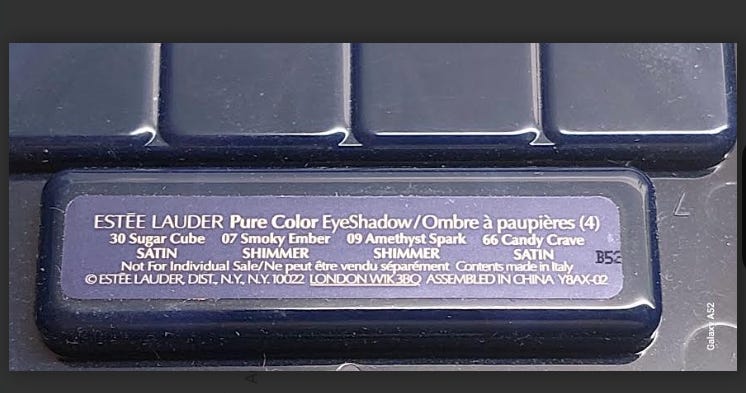 ESTĒE LAUDER Pure Color EyeShadow/Ombre à paupières (4)
30 Sugar Cube 07 Smoky Ember 09 Amethyst Spark 66 Candy Crave
SATIN SHIMMER SHIMMER SATIN
Not For Individual Sale/Ne peut être vendu séparément Contents made in Italy
© ESTĒE LAUDER, DIST., N.Y., N.Y. 10022 LONDON W1K 3BQ ASSEMBLED IN CHINA Y8AX-02
B52
Galaxy A52